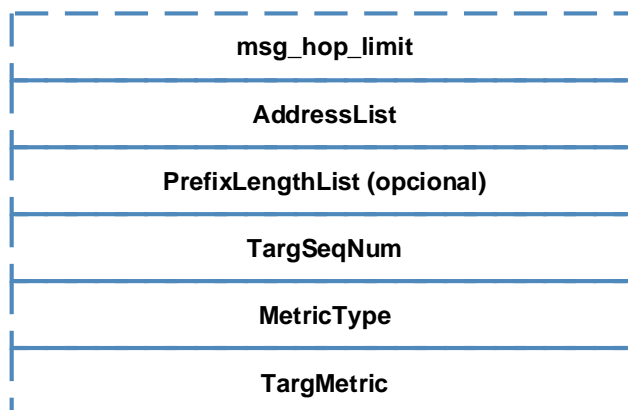 msg_hop_limit
AddressList
PrefixLengthList (opcional)
TargSeqNum
MetricType
TargMetric